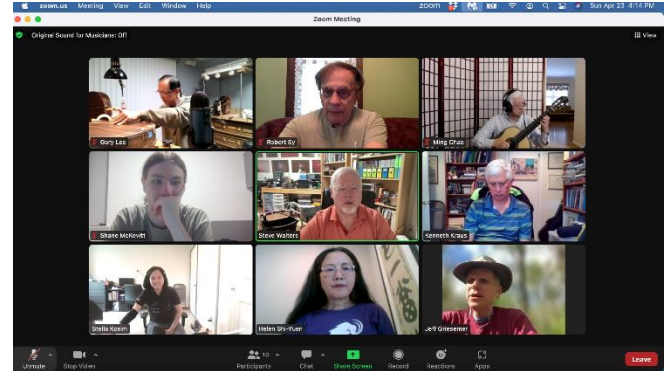 zoom.us Meeting View Edit Window Help zoom Sun Apr 23 4:14 PM
Zoom Meeting
Original Sound for Musicians: Off View
Gary Lee Robert Ey Ming Chao
Shane McKevitt Steve Walters Kenneth Kraus
Stella Kosim Helen Shi-Yuen Jeff Griesemer
Unmute Stop Video Participants 10 Chat Share Screen Record Reactions Apps Leave